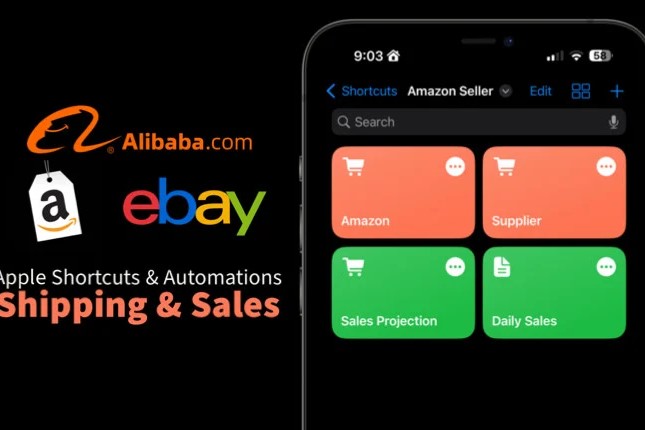 Alibaba.com
a
ebay
Apple Shortcuts & Automations
Shipping & Sales
9:03
58
Shortcuts
Amazon Seller
Edit
Search
Amazon
Supplier
Sales Projection
Daily Sales